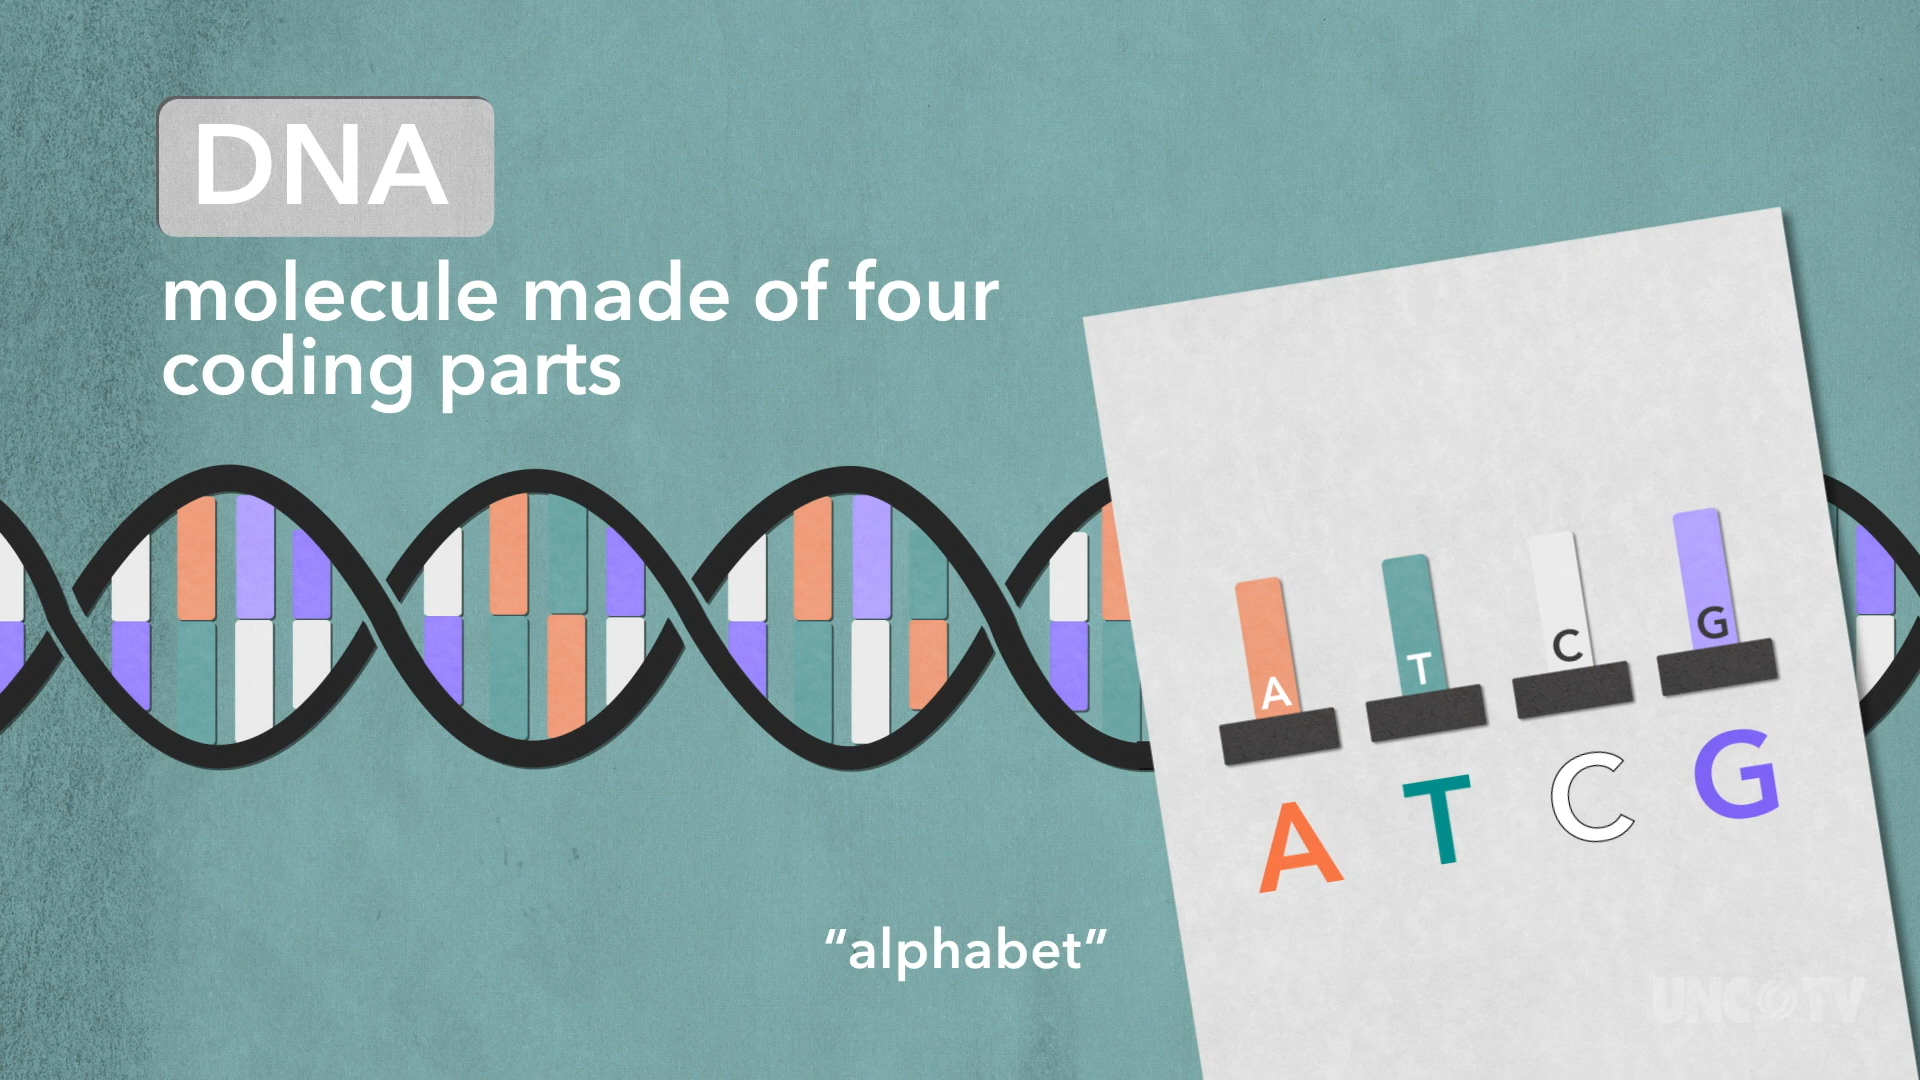 DNA
molecule made of four
coding parts
A T C G
A T C G
“alphabet”
UNC TV